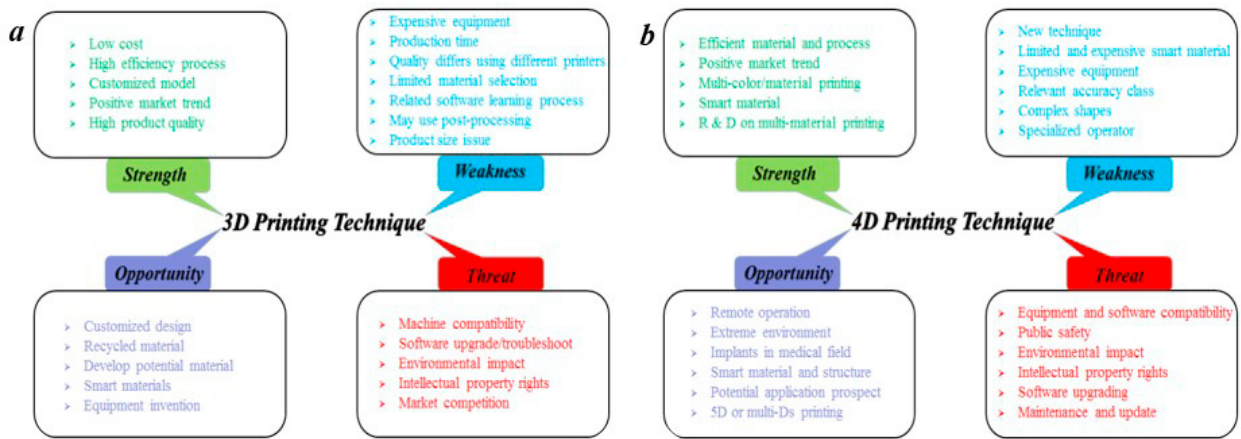 a
Low cost
High efficiency process
Customized model
Positive market trend
High product quality
Strength
Expensive equipment
Production time
Quality differs using different printers
Limited material selection
Related software learning process
May use post-processing
Product size issue
Weakness
3D Printing Technique
Opportunity
Customized design
Recycled material
Develop potential material
Smart materials
Equipment invention
Threat
Machine compatibility
Software upgrade/troubleshoot
Environmental impact
Intellectual property rights
Market competition
b
Efficient material and process
Positive market trend
Multi-color/material printing
Smart material
R & D on multi-material printing
Strength
New technique
Limited and expensive smart material
Expensive equipment
Relevant accuracy class
Complex shapes
Specialized operator
Weakness
4D Printing Technique
Opportunity
Remote operation
Extreme environment
Implants in medical field
Smart material and structure
Potential application prospect
5D or multi-Ds printing
Threat
Equipment and software compatibility
Public safety
Environmental impact
Intellectual property rights
Software upgrading
Maintenance and update